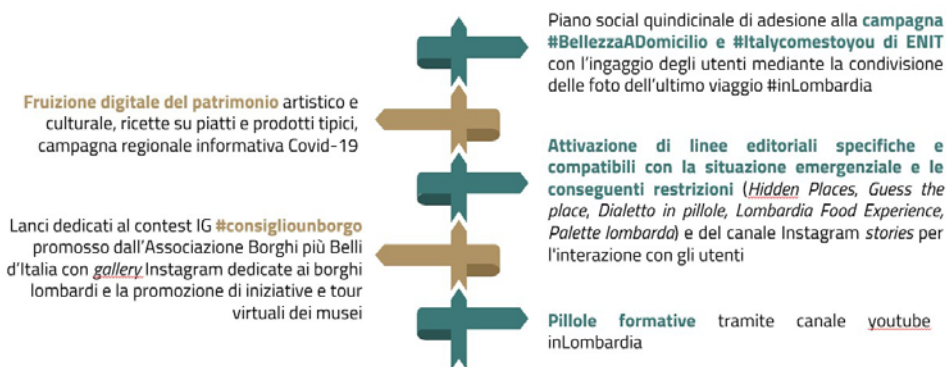 Piano social quindicinale di adesione alla campagna
#BellezzaADomicilio e #Italycomestoyou di ENIT
con l'ingaggio degli utenti mediante la condivisione
delle foto dell'ultimo viaggio #inLombardia
Fruizione digitale del patrimonio artistico e
culturale, ricette su piatti e prodotti tipici,
campagna regionale informativa Covid-19
Attivazione di linee editoriali specifiche e
compatibili con la situazione emergenziale e le
conseguenti restrizioni (Hidden Places, Guess the
place, Dialetto in pillole, Lombardia Food Experience,
Palette lombarda) e del canale Instagram stories per
l'interazione con gli utenti
Lanci dedicati al contest IG #consigliounborgo
promosso dall'Associazione Borghi più Belli
d'Italia con gallery Instagram dedicate ai borghi
lombardi e la promozione di iniziative e tour
virtuali dei musei
Pillole formative tramite canale youtube
inLombardia